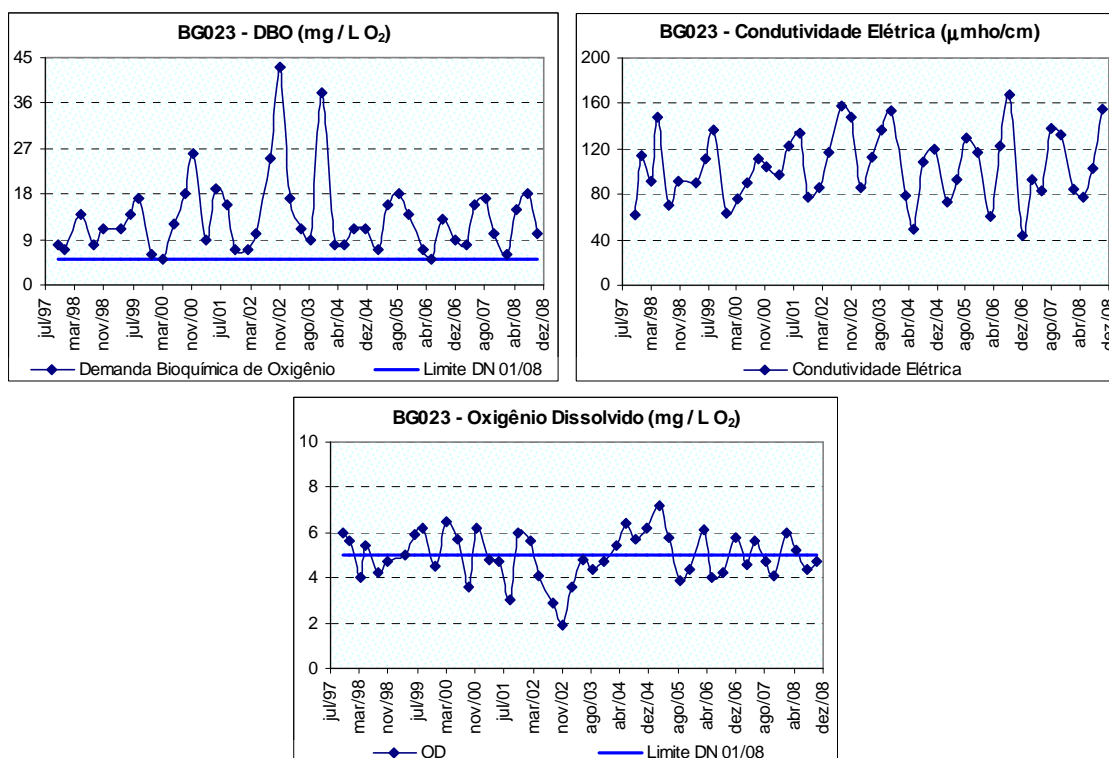 BG023 - DBO (mg / L O₂)
45
36
27
18
9
0
jul/97
mar/98
nov/98
jul/99
mar/00
nov/00
jul/01
mar/02
nov/02
ago/03
abr/04
dez/04
ago/05
abr/06
dez/06
ago/07
abr/08
dez/08
Demanda Bioquímica de Oxigênio
Limite DN 01/08
BG023 - Condutividade Elétrica (µmho/cm)
200
160
120
80
40
0
jul/97
mar/98
nov/98
jul/99
mar/00
nov/00
jul/01
mar/02
nov/02
ago/03
abr/04
dez/04
ago/05
abr/06
dez/06
ago/07
abr/08
dez/08
Condutividade Elétrica
BG023 - Oxigênio Dissolvido (mg / L O₂)
10
8
6
4
2
0
jul/97
mar/98
nov/98
jul/99
mar/00
nov/00
jul/01
mar/02
nov/02
ago/03
abr/04
dez/04
ago/05
abr/06
dez/06
ago/07
abr/08
dez/08
OD
Limite DN 01/08